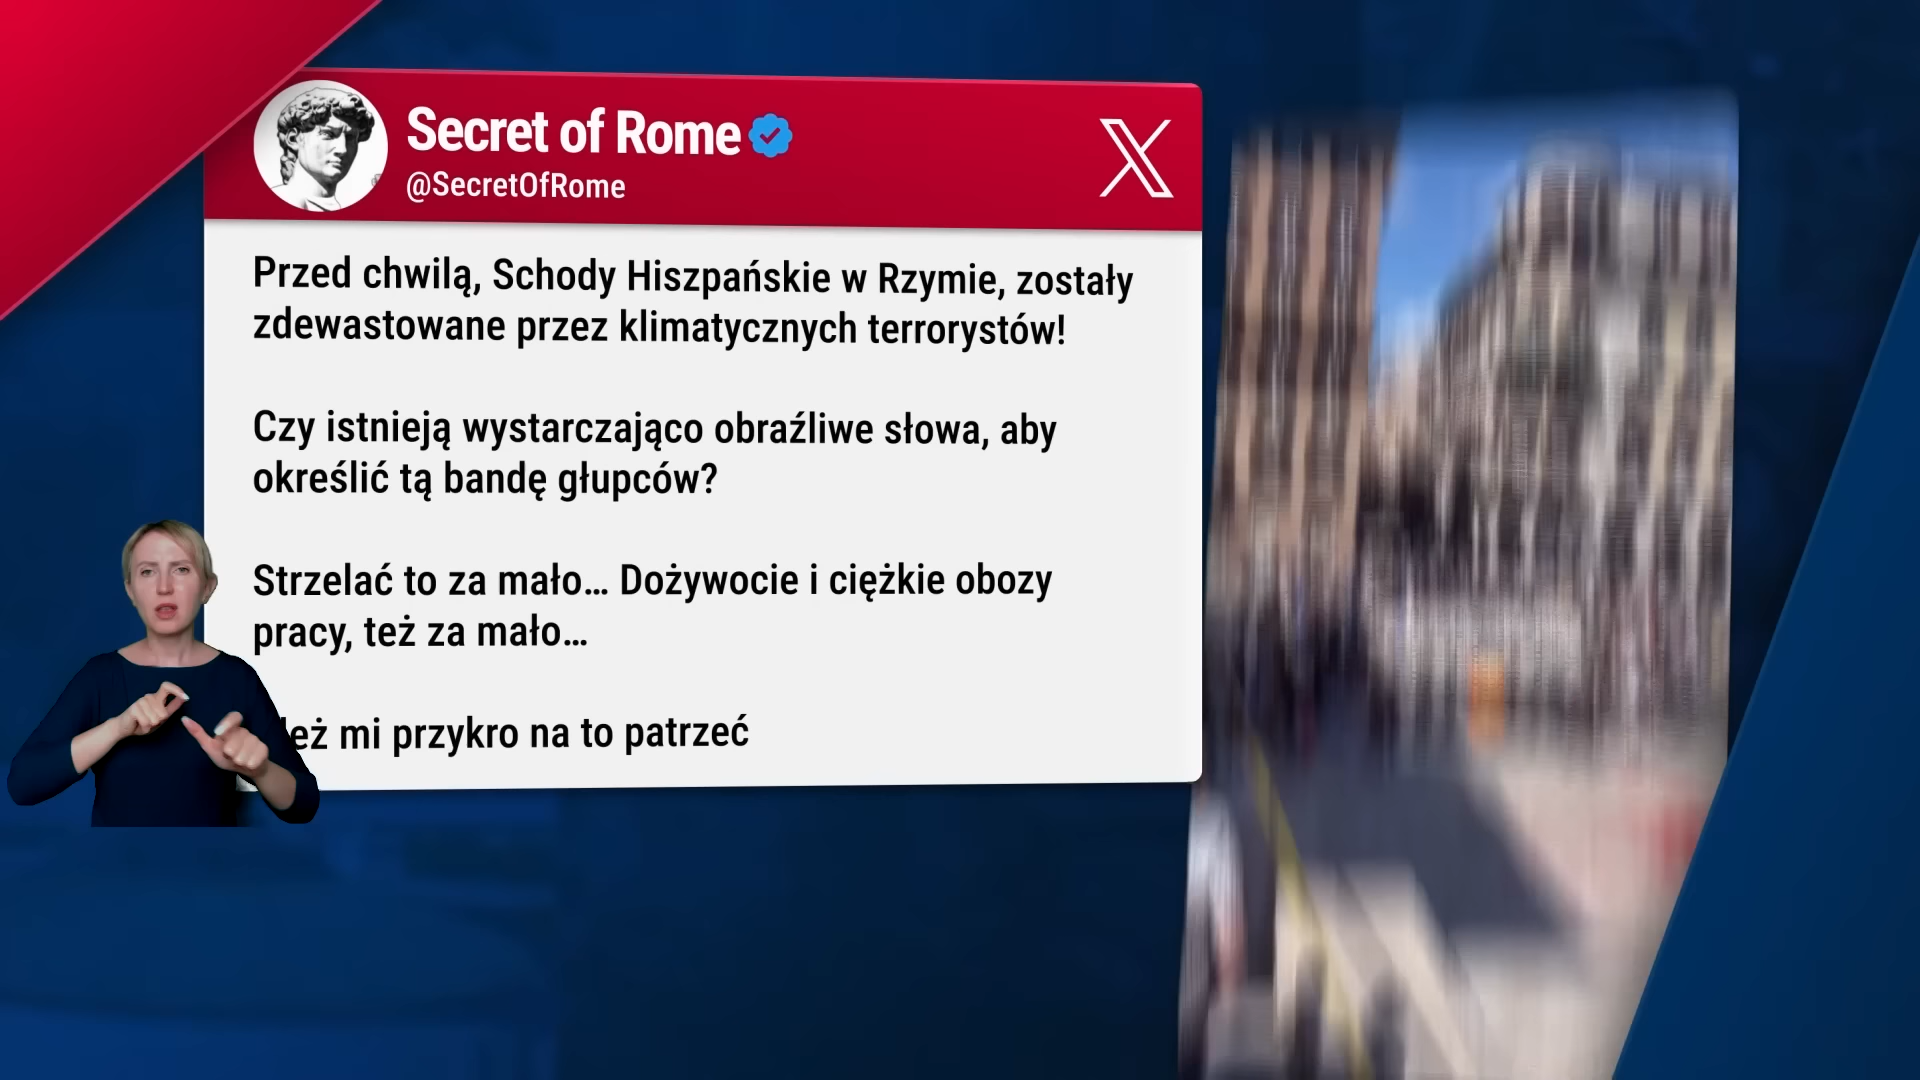 Secret of Rome
@SecretOfRome
Przed chwilą, Schody Hiszpańskie w Rzymie, zostały
zdewastowane przez klimatycznych terrorystów!
Czy istnieją wystarczająco obraźliwe słowa, aby
określić tą bandę głupców?
Strzelać to za mało... Dożywocie i ciężkie obozy
pracy, też za mało...
mi przykro na to patrzeć